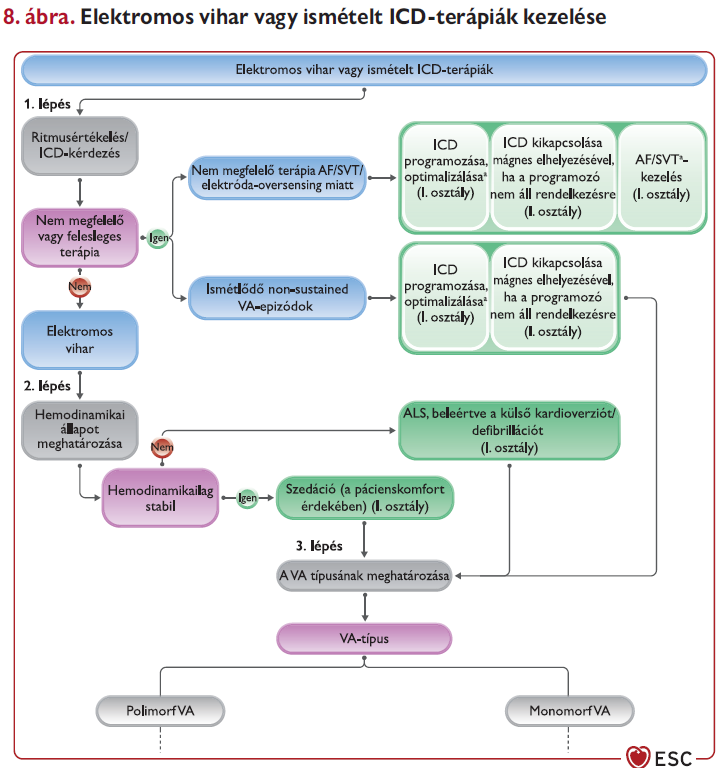 8. ábra. Elektromos vihar vagy ismételt ICD-terápiák kezelése
Elektromos vihar vagy ismételt ICD-terápiák
1. lépés
Ritmusértékelés/
ICD-kérdezés
Nem megfelelő
vagy felesleges
terápia
Igen
Nem megfelelő terápia AF/SVT/
elektróda-oversensing miatt
ICD
programozása,
optimalizálásaᵃ
(I. osztály)
ICD kikapcsolása
mágnes elhelyezésével,
ha a programozó
nem áll rendelkezésre
(I. osztály)
AF/SVTᵃ-
kezelés
(I. osztály)
Ismétlődő non-sustained
VA-epizódok
ICD
programozása,
optimalizálásaᵃ
(I. osztály)
ICD kikapcsolása
mágnes elhelyezésével,
ha a programozó
nem áll rendelkezésre
(I. osztály)
Nem
Elektromos
vihar
2. lépés
Hemodinamikai
állapot
meghatározása
Nem
ALS, beleértve a külső kardioverziót/
defibrillációt
(I. osztály)
Hemodinamikailag
stabil
Igen
Szedáció (a pácienskomfort
érdekében) (I. osztály)
3. lépés
A VA típusának meghatározása
VA-típus
Polimorf VA
Monomorf VA
ESC